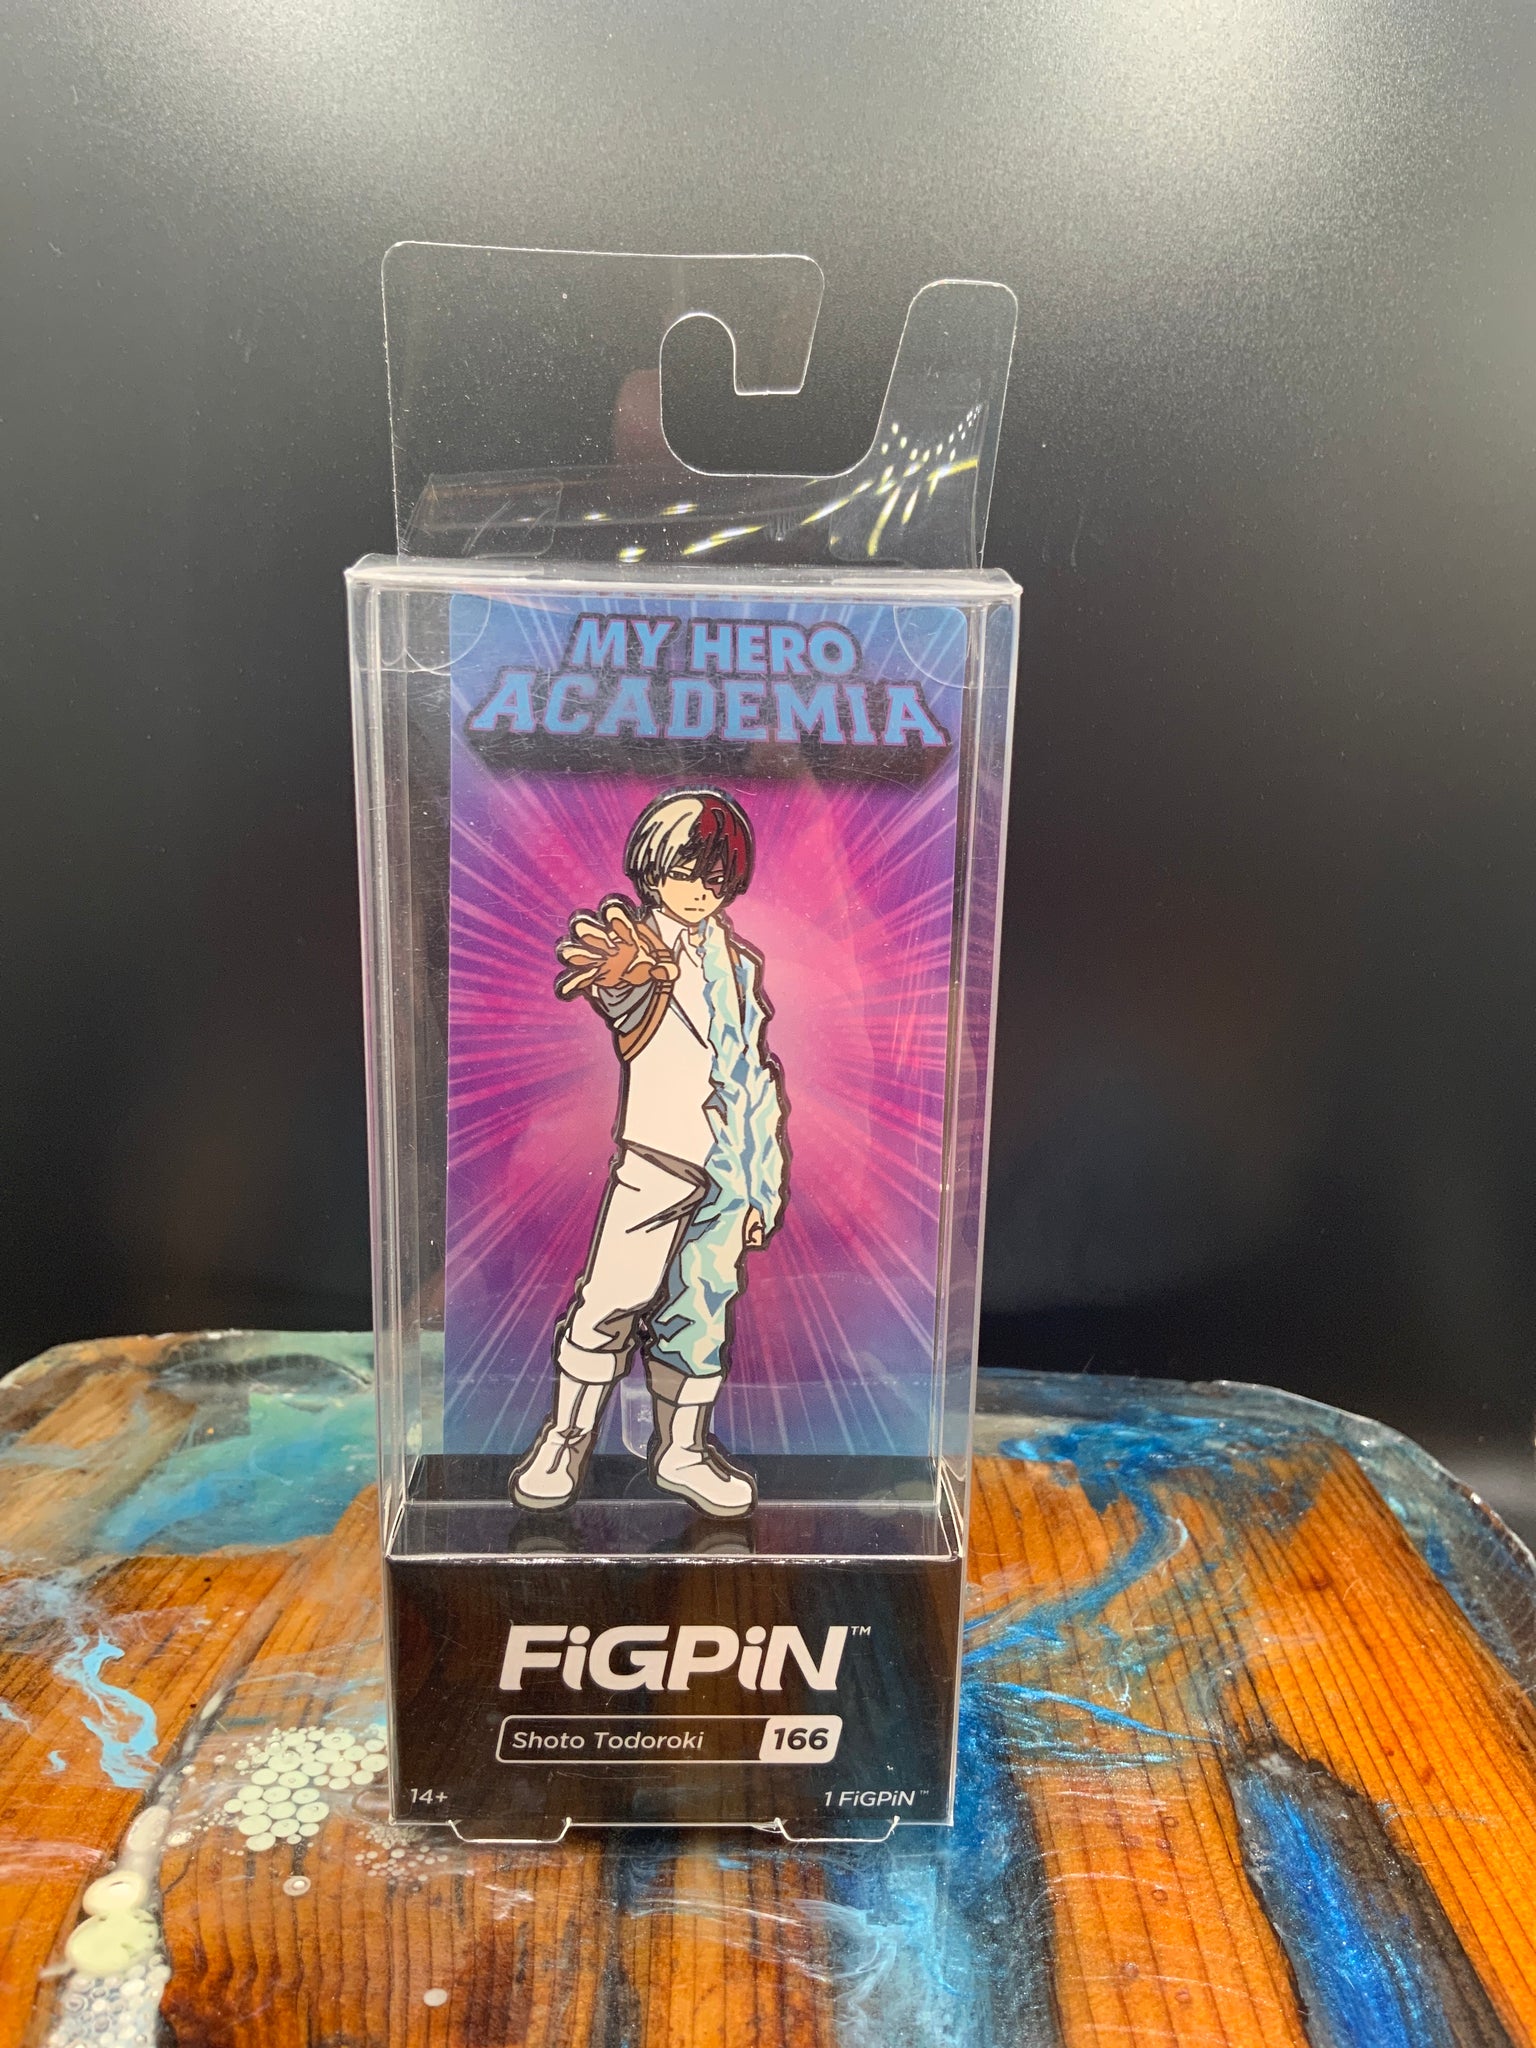 MY HERO
ACADEMIA
FiGPiN™
Shoto Todoroki 166
14+ 1 FiGPiN™